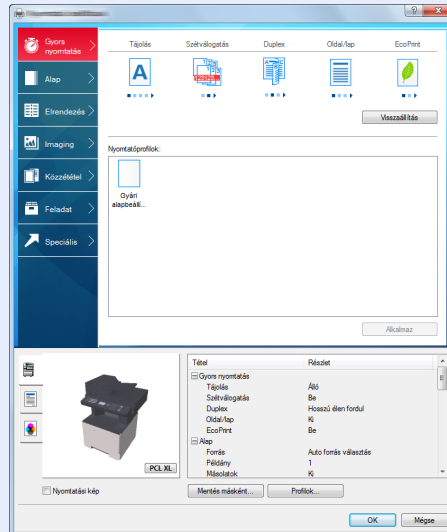 Gyors nyomtatás
Alap
Elrendezés
Imaging
Közzététel
Feladat
Speciális
Tájolás Szétválogatás Duplex Oldal/lap EcoPrint
A
Visszaállítás
Nyomtatóprofilok:
Gyári
alapbeállí...
Alkalmaz
PCL XL
Nyomtatási kép
Tétel Részlet
Gyors nyomtatás
Tájolás Álló
Szétválogatás Be
Duplex Hosszú élen fordul
Oldal/lap Ki
EcoPrint Be
Alap
Forrás Auto forrás választás
Példány 1
Másolatok Ki
Mentés másként... Profilok...
OK Mégse